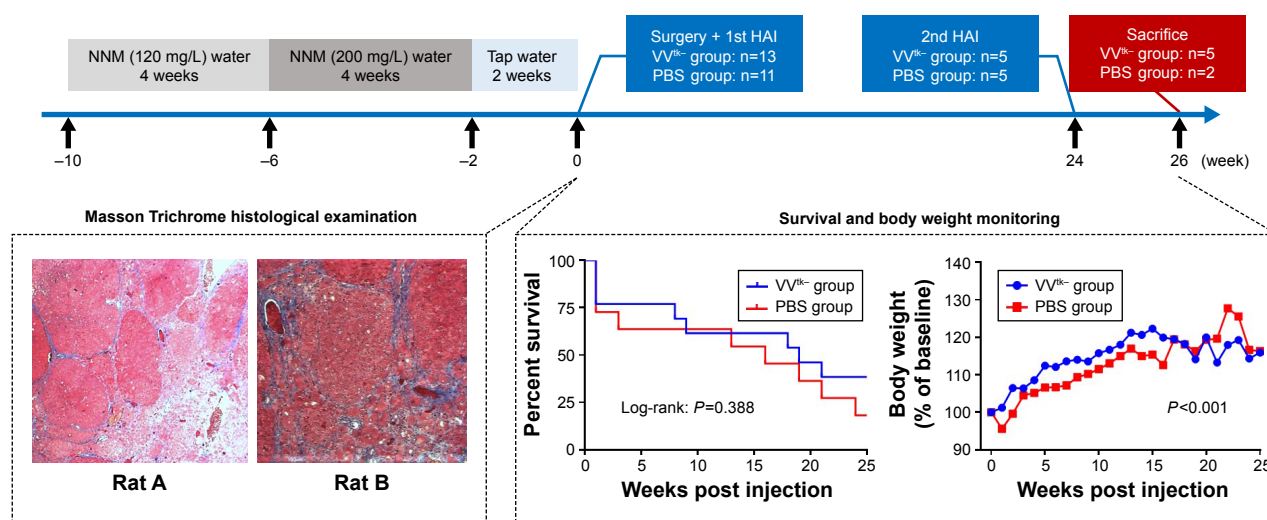 NNM (120 mg/L) water
4 weeks
NNM (200 mg/L) water
4 weeks
Tap water
2 weeks
Surgery + 1st HAI
VVtk– group: n=13
PBS group: n=11
2nd HAI
VVtk– group: n=5
PBS group: n=5
Sacrifice
VVtk– group: n=5
PBS group: n=2
–10
–6
–2
0
24
26
(week)
Masson Trichrome histological examination
Rat A
Rat B
Survival and body weight monitoring
Percent survival
100
75
50
25
0
VVtk– group
PBS group
Log-rank: P=0.388
0
5
10
15
20
25
Weeks post injection
Body weight
(% of baseline)
140
130
120
110
100
90
VVtk– group
PBS group
P<0.001
0
5
10
15
20
25
Weeks post injection